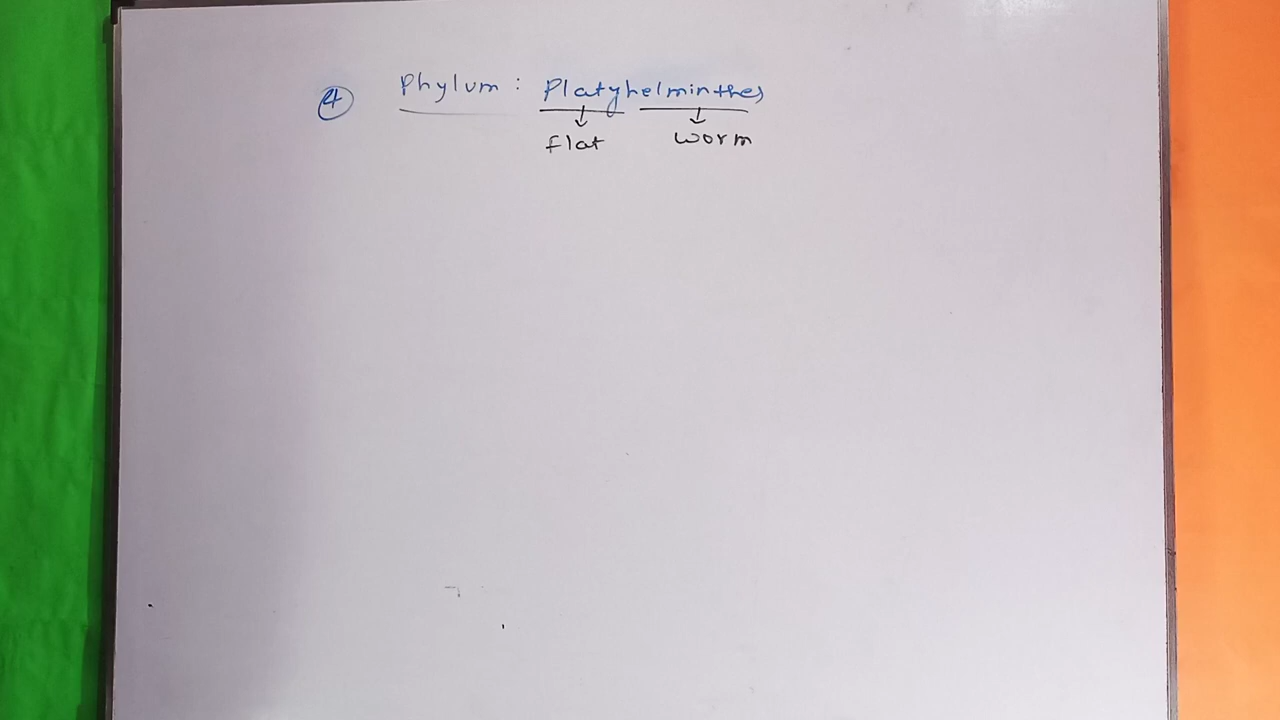 ④ Phylum : Platyhelminthes
↓ ↓
flat worm